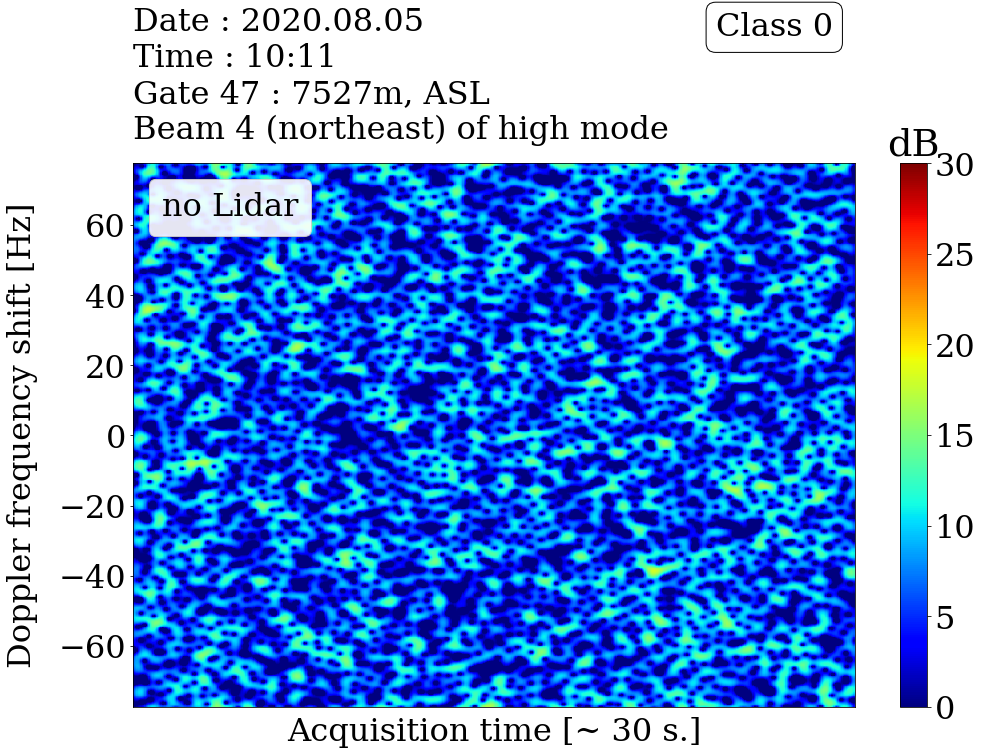 Date : 2020.08.05
Time : 10:11
Gate 47 : 7527m, ASL
Beam 4 (northeast) of high mode
Class 0
dB
no Lidar
Doppler frequency shift [Hz]
60
40
20
0
−20
−40
−60
Acquisition time [~ 30 s.]
30
25
20
15
10
5
0